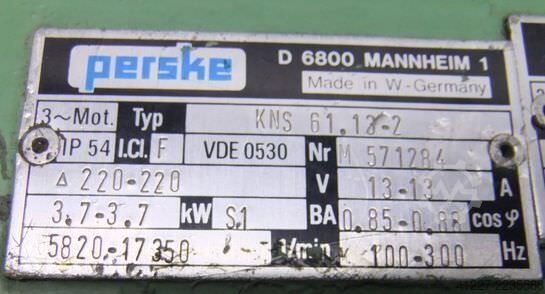 perske
D 6800 MANNHEIM 1
Made in W-Germany
3~Mot. Typ KNS 61.13-2
IP 54 I.Cl. F VDE 0530 Nr M 571284
△ 220-220 V 13-13 A
3,7-3,7 kW S1 BA 0.85-0.88 cos φ
5820-17350 1/min 100-300 Hz